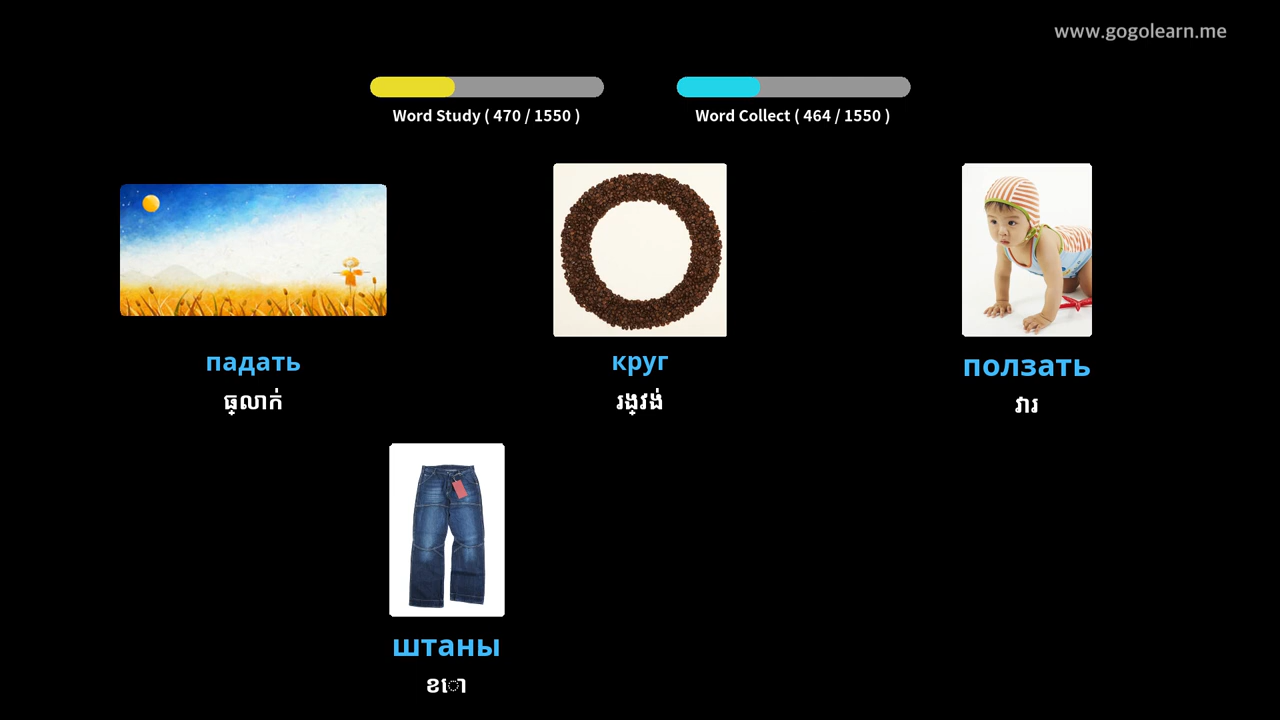 www.gogolearn.me
Word Study ( 470 / 1550 )
Word Collect ( 464 / 1550 )
падать
круг
ползать
ធ្លាក់
រង្វង់
វារ
штаны
ខោ